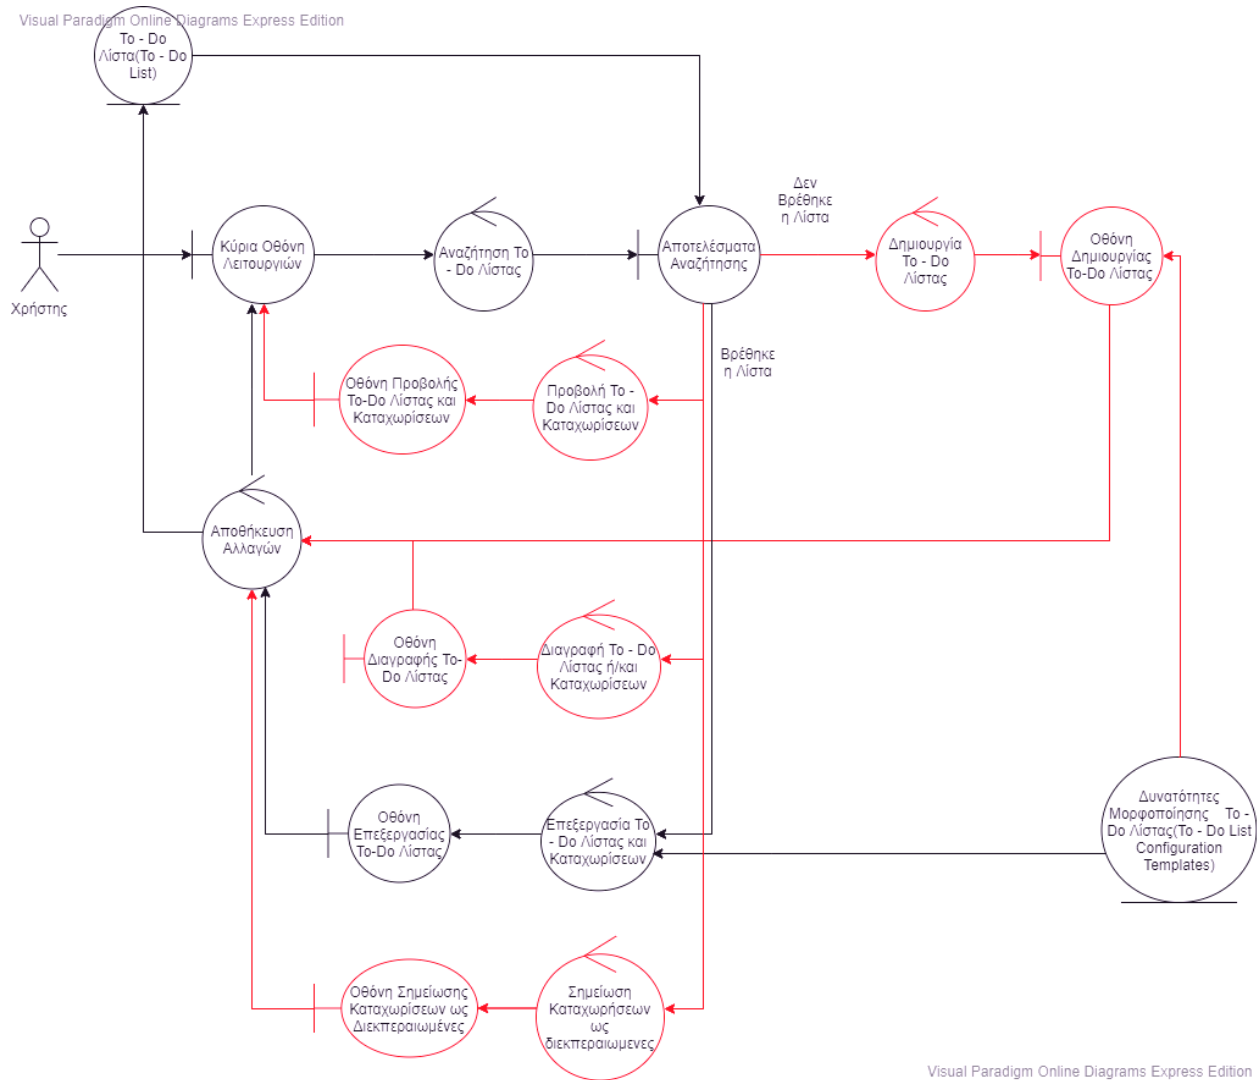 Visual Paradigm Online Diagrams Express Edition
To - Do
Λίστα(To - Do
List)
Χρήστης
Κύρια Οθόνη
Λειτουργιών
Αναζήτηση To
- Do Λίστας
Αποτελέσματα
Αναζήτησης
Δεν
Βρέθηκε
η Λίστα
Δημιουργία
To - Do
Λίστας
Οθόνη
Δημιουργίας
To-Do Λίστας
Βρέθηκε
η Λίστα
Οθόνη Προβολής
To-Do Λίστας και
Καταχωρίσεων
Προβολή To -
Do Λίστας και
Καταχωρίσεων
Αποθήκευση
Αλλαγών
Οθόνη
Διαγραφής To-
Do Λίστας
Διαγραφή To - Do
Λίστας ή/και
Καταχωρίσεων
Οθόνη
Επεξεργασίας
To-Do Λίστας
Επεξεργασία To
- Do Λίστας και
Καταχωρίσεων
Δυνατότητες
Μορφοποίησης To -
Do Λίστας(To - Do List
Configuration
Templates)
Οθόνη Σημείωσης
Καταχωρίσεων ως
Διεκπεραιωμένες
Σημείωση
Καταχωρήσεων
ως
διεκπεραιωμενες
Visual Paradigm Online Diagrams Express Edition